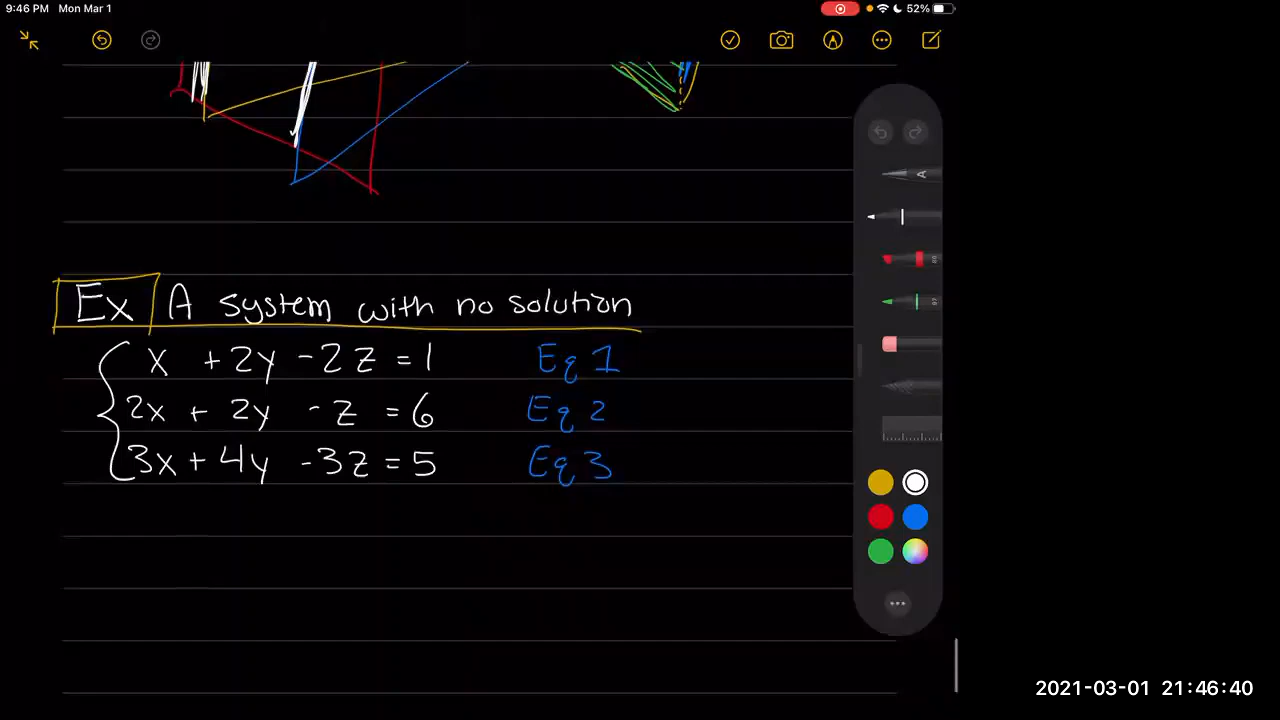 9:46 PM Mon Mar 1
52%
A
Ex A system with no solution
x + 2y - 2z = 1 Eq 1
2x + 2y - z = 6 Eq 2
3x + 4y - 3z = 5 Eq 3
2021-03-01 21:46:40